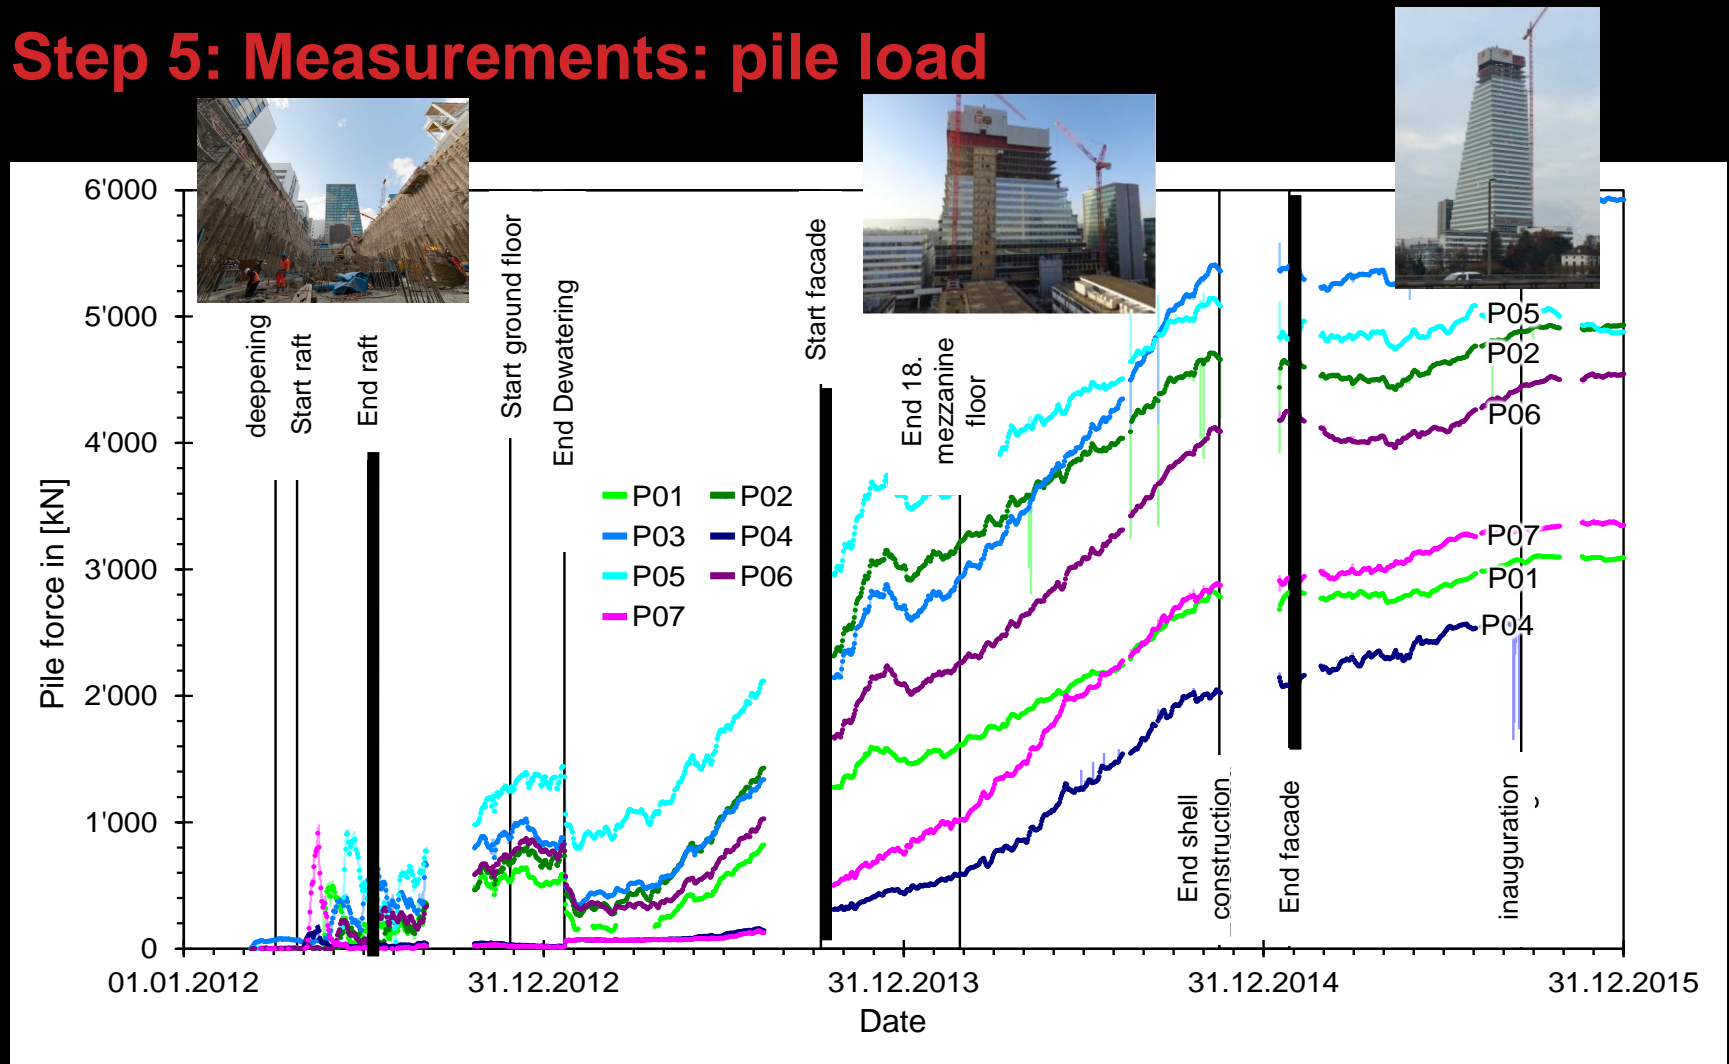 Step 5: Measurements: pile load
6'000
5'000
4'000
3'000
2'000
1'000
0
Pile force in [kN]
deepening
Start raft
End raft
Start ground floor
End Dewatering
Start facade
End 18.
mezzanine
floor
End shell
construction
End facade
inauguration
P01
P02
P03
P04
P05
P06
P07
P05
P02
P06
P07
P01
P04
01.01.2012
31.12.2012
31.12.2013
31.12.2014
31.12.2015
Date